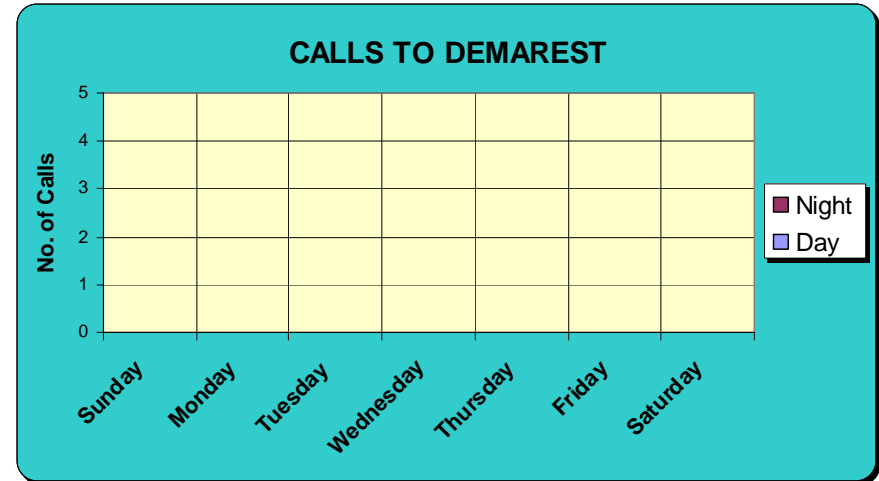 CALLS TO DEMAREST
No. of Calls
5
4
3
2
1
0
Sunday
Monday
Tuesday
Wednesday
Thursday
Friday
Saturday
Night
Day